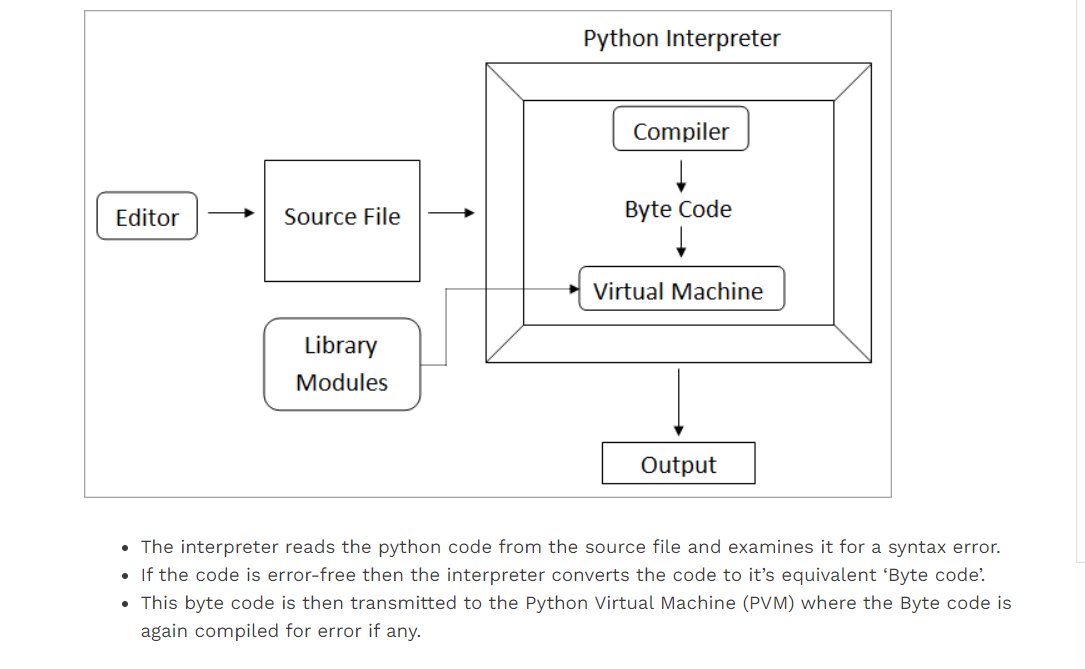 Python Interpreter
Compiler
Byte Code
Virtual Machine
Editor
Source File
Library
Modules
Output
• The interpreter reads the python code from the source file and examines it for a syntax error.
• If the code is error-free then the interpreter converts the code to it’s equivalent ‘Byte code’.
• This byte code is then transmitted to the Python Virtual Machine (PVM) where the Byte code is
again compiled for error if any.